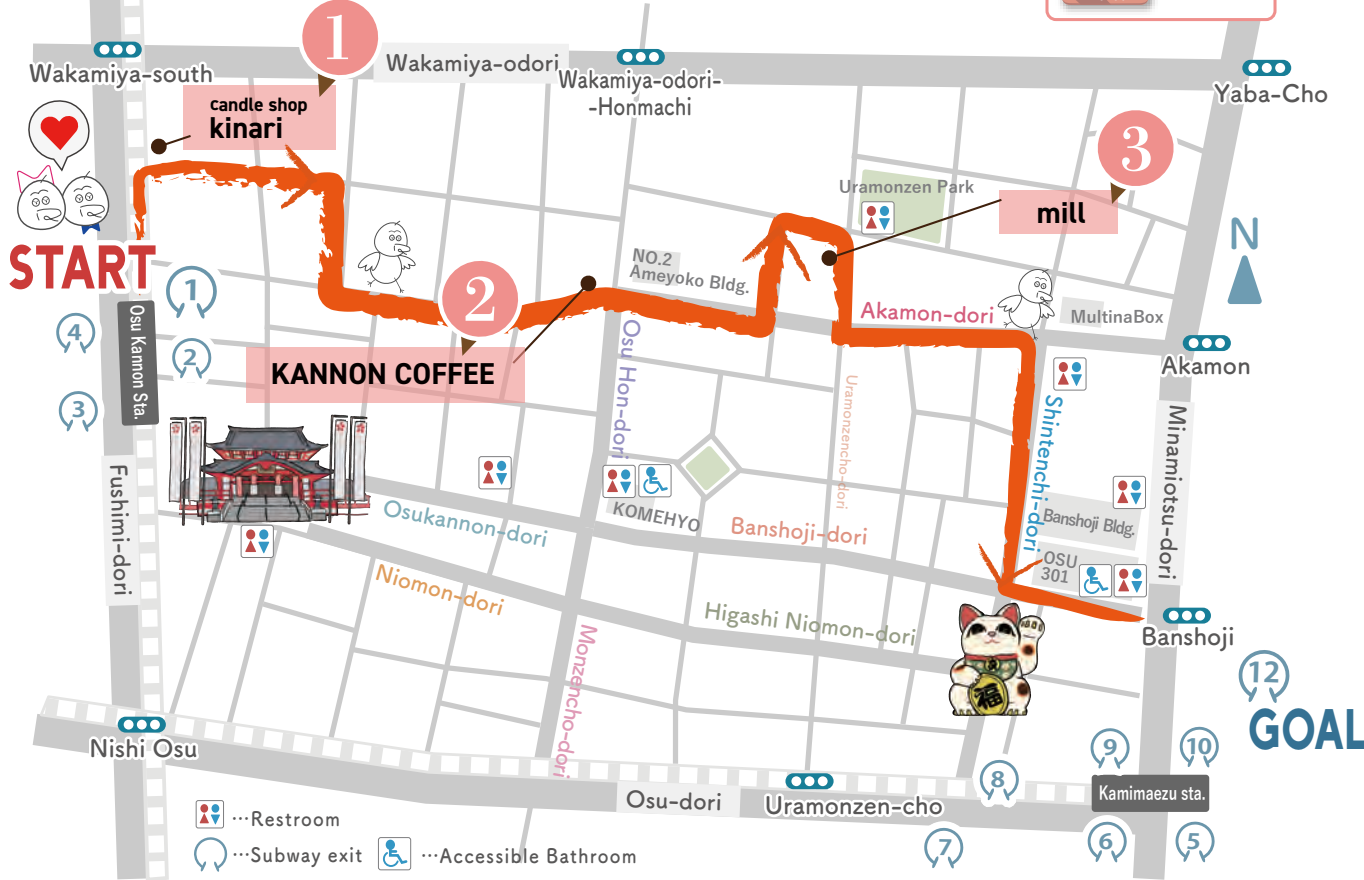 1
Wakamiya-odori
Wakamiya-south
Wakamiya-odori-
-Honmachi
Yaba-Cho
candle shop
kinari
3
Uramonzen Park
mill
START
N
NO.2
Ameyoko Bldg.
2
1
Akamon-dori
MultinaBox
Osu Kannon Sta.
4
2
3
KANNON COFFEE
Osu Hon-dori
Uramonzencho-dori
Shintenchi-dori
Akamon
Minamiotsu-dori
Fushimi-dori
Osukannon-dori
KOMEHYO
Banshoji-dori
Banshoji Bldg.
OSU
301
Niomon-dori
Higashi Niomon-dori
福
Banshoji
12
GOAL
Monzencho-dori
Nishi Osu
9
10
8
Kamimaezu sta.
Osu-dori
Uramonzen-cho
7
6
5
…Restroom
…Subway exit
…Accessible Bathroom